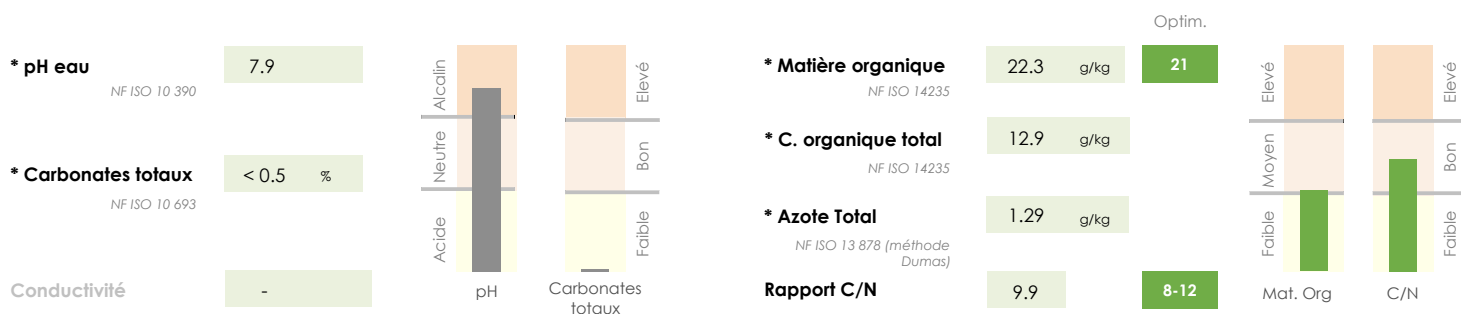 Optim.
* pH eau 7.9
NF ISO 10 390
* Carbonates totaux < 0.5 %
NF ISO 10 693
Conductivité -
Alcalin
Neutre
Acide
Elevé
Bon
Faible
pH
Carbonates
totaux
* Matière organique 22.3 g/kg 21
NF ISO 14235
* C. organique total 12.9 g/kg
NF ISO 14235
* Azote Total 1.29 g/kg
NF ISO 13 878 (méthode
Dumas)
Rapport C/N 9.9 8-12
Elevé
Moyen
Faible
Elevé
Bon
Faible
Mat. Org
C/N